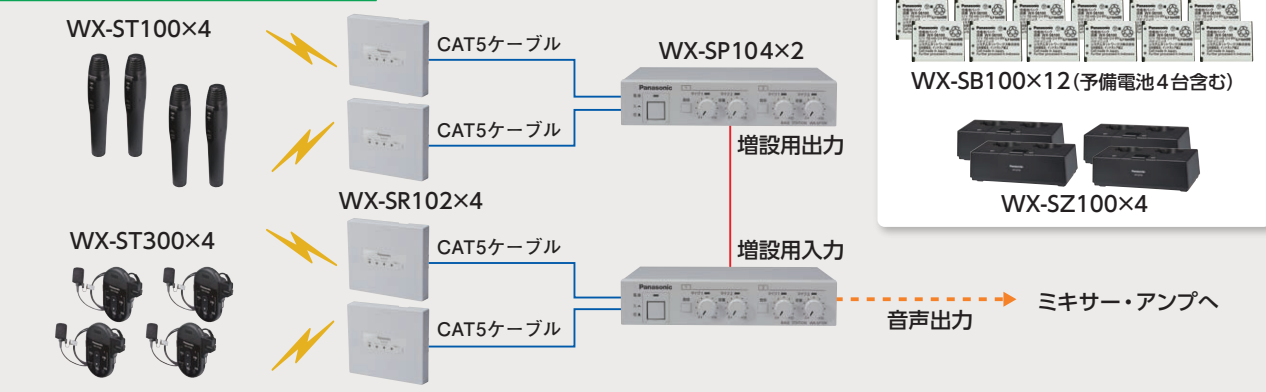 WX-ST100×4
CAT5ケーブル
WX-SP104×2
WX-SB100×12(予備電池4台含む)
Panasonic
CAT5ケーブル
増設用出力
WX-SR102×4
WX-SZ100×4
WX-ST300×4
CAT5ケーブル
増設用入力
Panasonic
ミキサー・アンプへ
CAT5ケーブル
音声出力